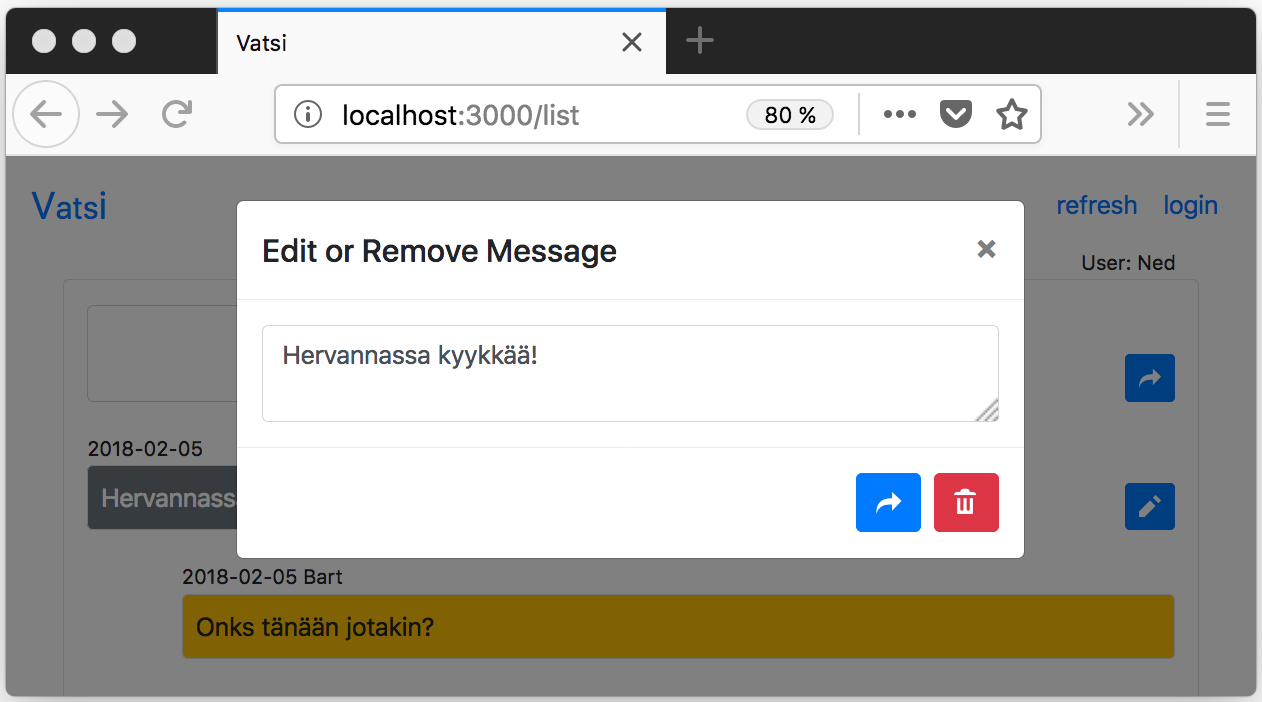 Vatsi
localhost:3000/list
80 %
Vatsi
refresh login
User: Ned
Edit or Remove Message
Hervannassa kyykkää!
2018-02-05
Hervannass
2018-02-05 Bart
Onks tänään jotakin?